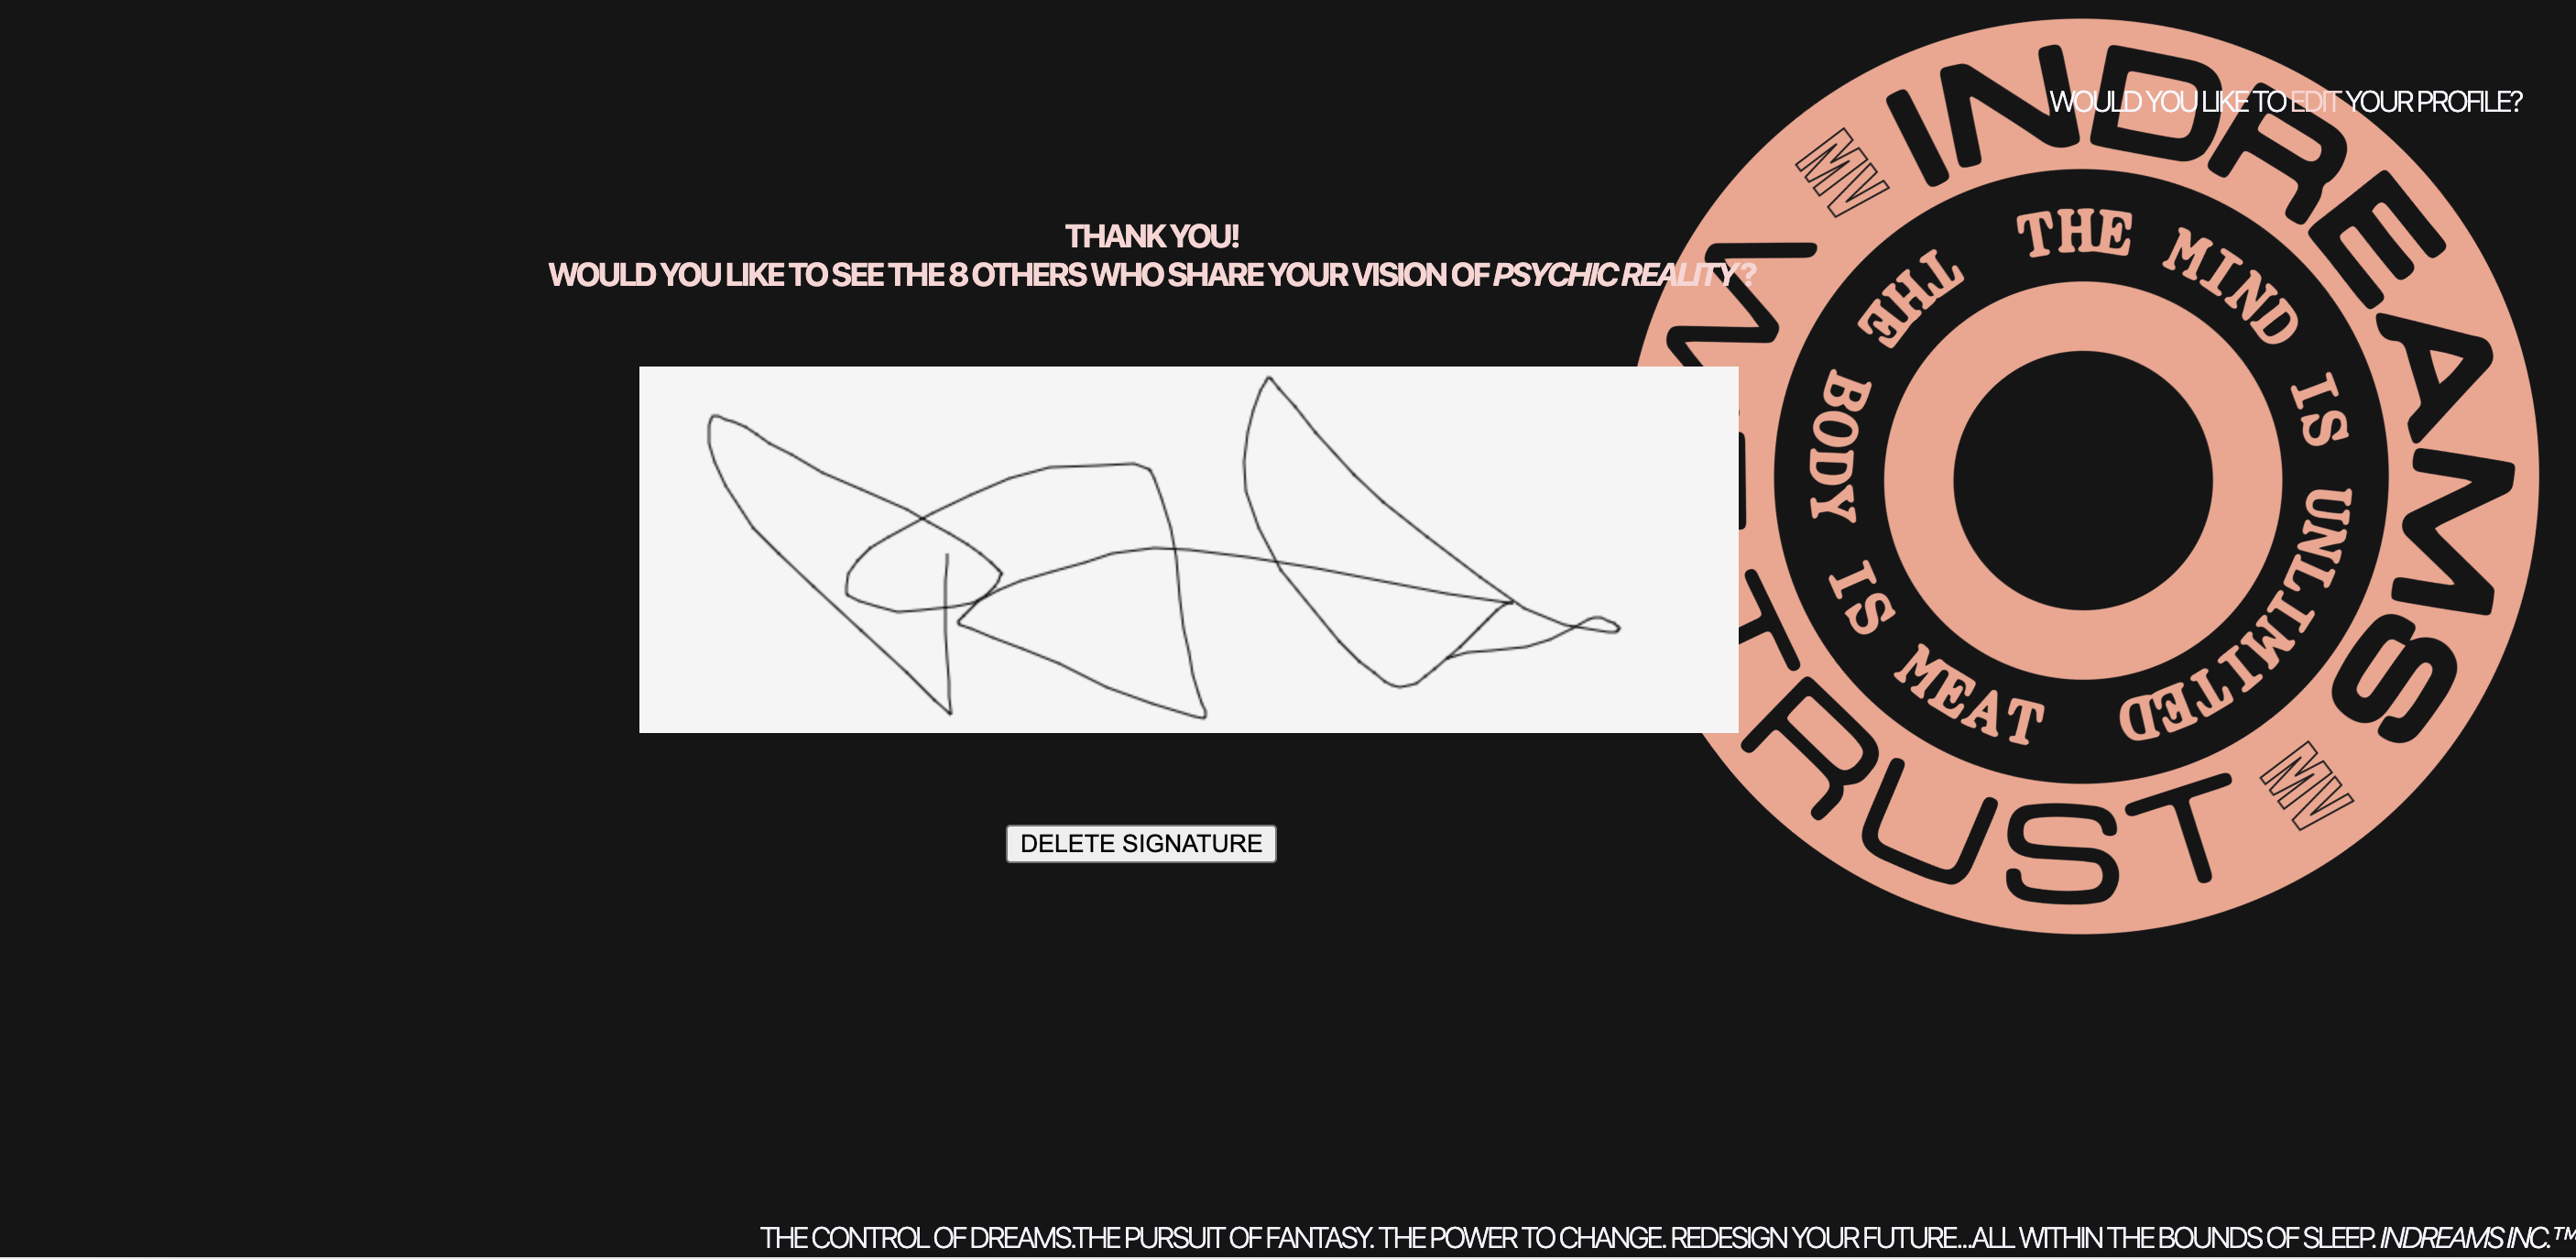 WOULD YOU LIKE TO EDIT YOUR PROFILE?
THANK YOU!
WOULD YOU LIKE TO SEE THE 8 OTHERS WHO SHARE YOUR VISION OF PSYCHIC REALITY?
INDREAMS
MV
TRUST
MV
THE MIND IS UNLIMITED
THE BODY IS MEAT
DELETE SIGNATURE
THE CONTROL OF DREAMS.THE PURSUIT OF FANTASY. THE POWER TO CHANGE. REDESIGN YOUR FUTURE...ALL WITHIN THE BOUNDS OF SLEEP. INDREAMS INC.™